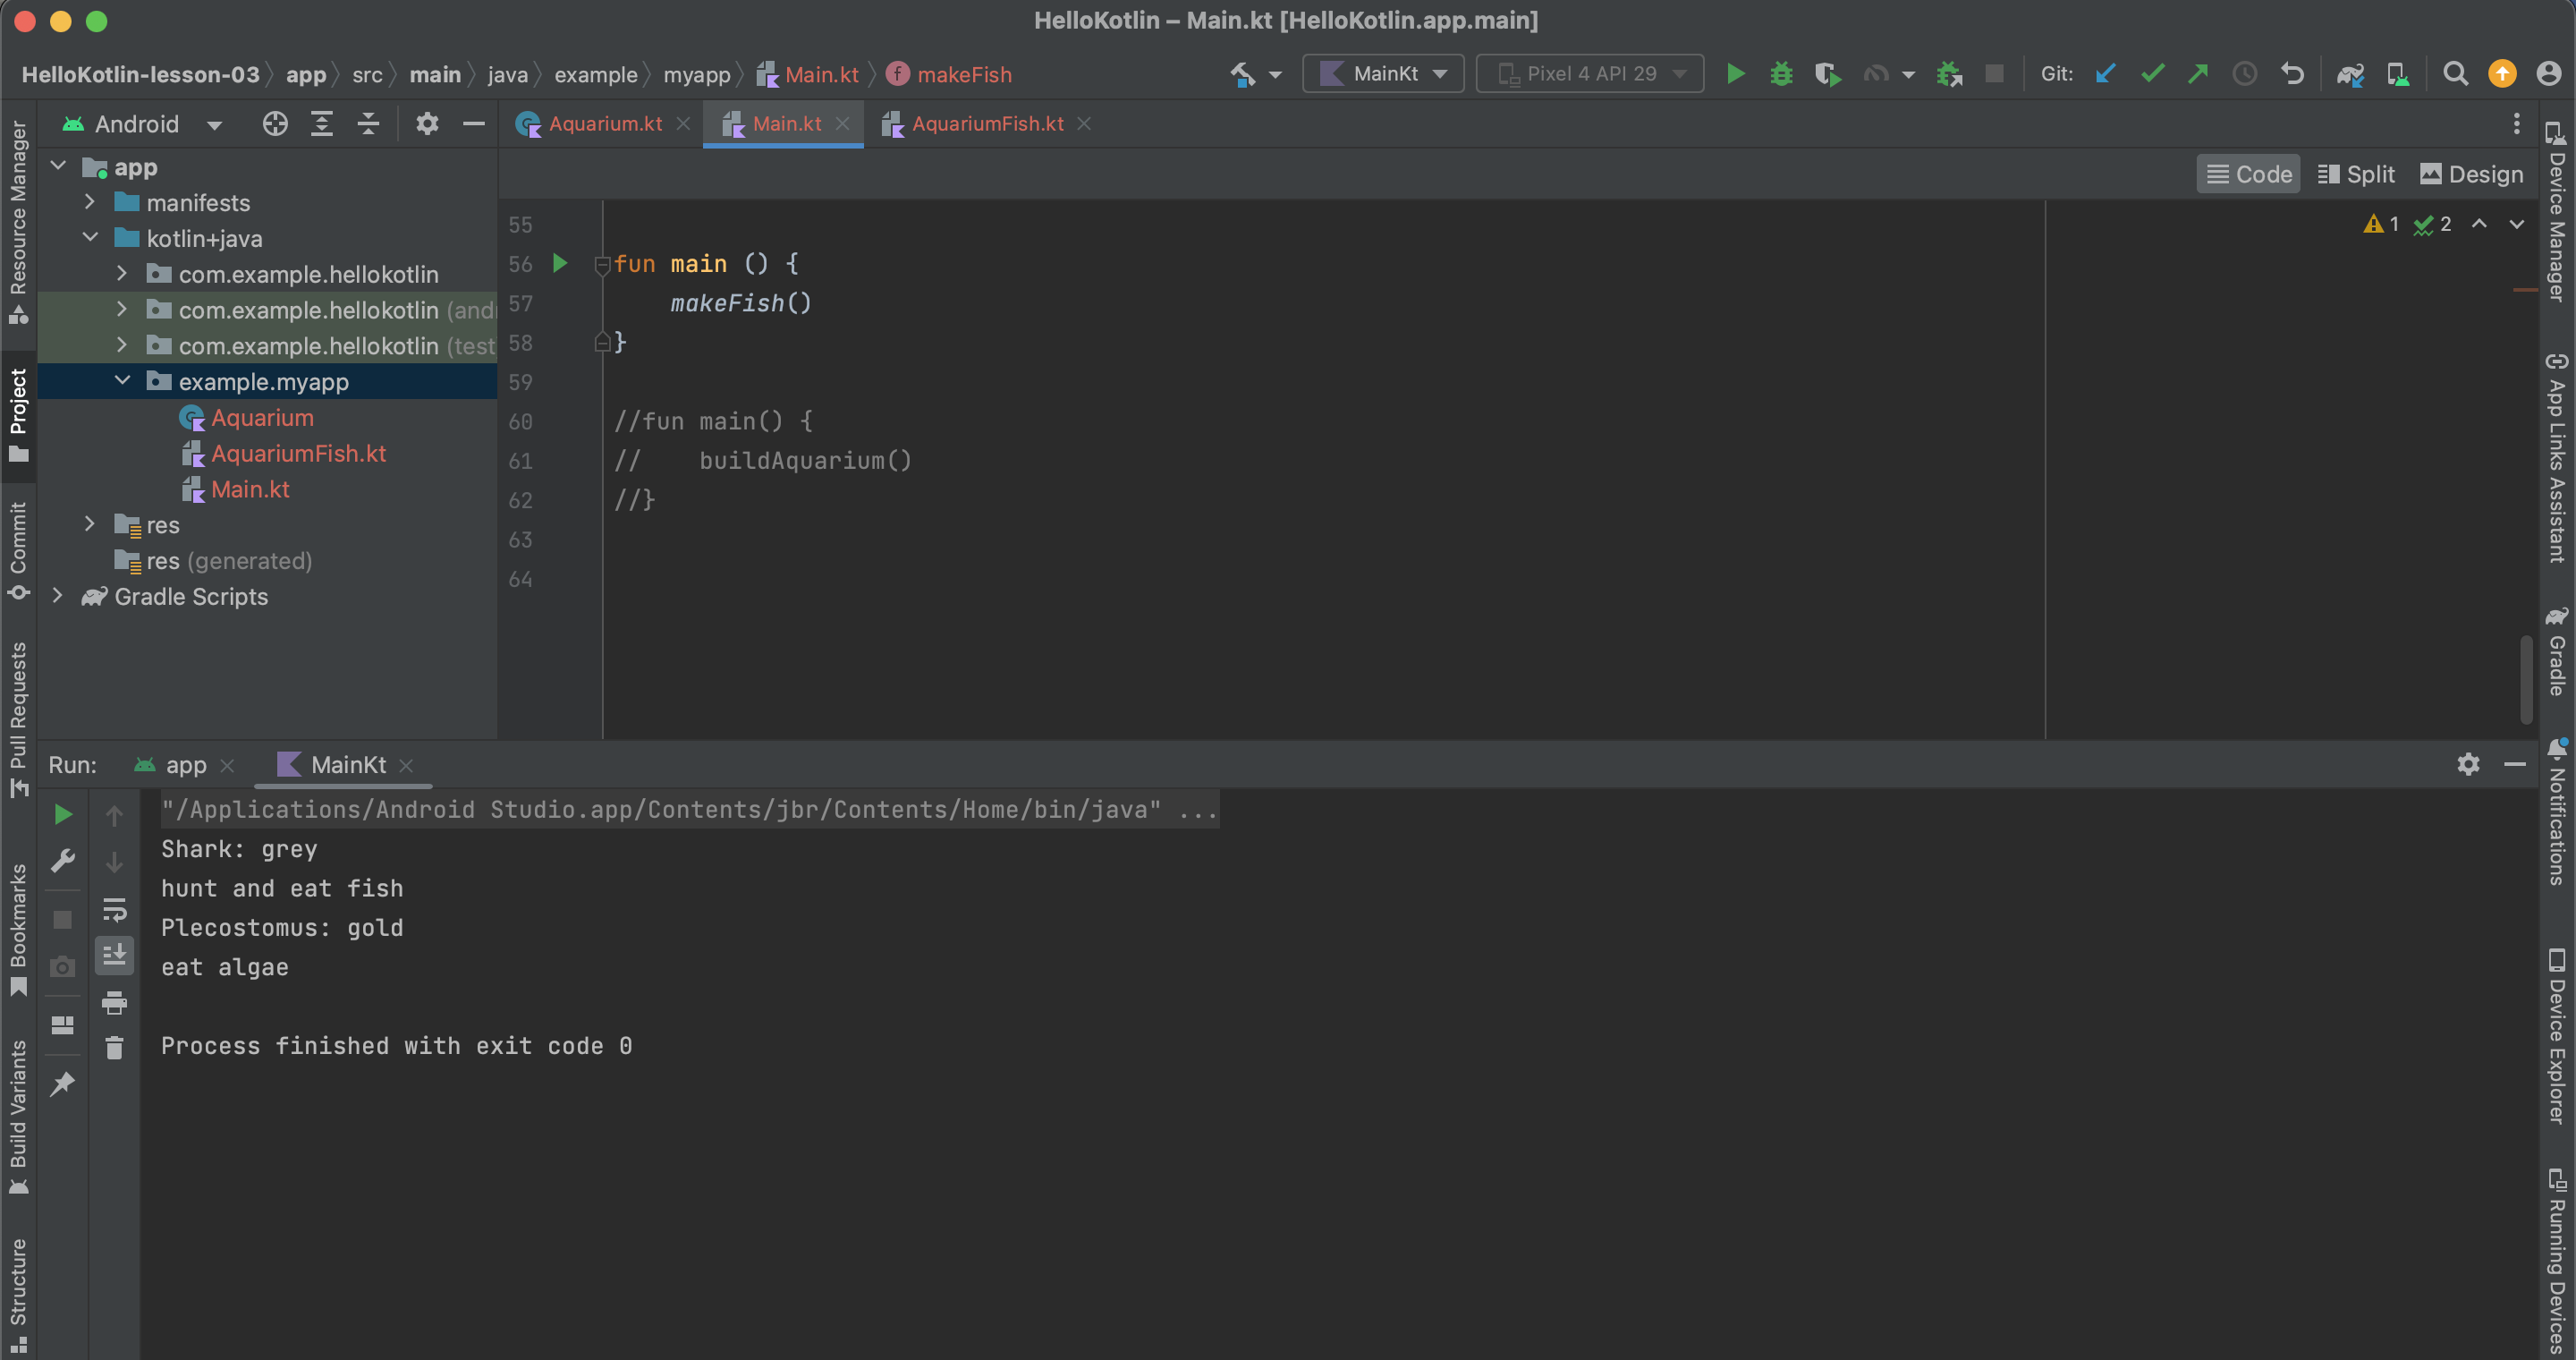 HelloKotlin – Main.kt [HelloKotlin.app.main]
HelloKotlin-lesson-03 app src main java example myapp Main.kt makeFish
MainKt Pixel 4 API 29 Git:
Android
Aquarium.kt Main.kt AquariumFish.kt
Code Split Design
app
manifests
kotlin+java
com.example.hellokotlin
com.example.hellokotlin (and
com.example.hellokotlin (test
example.myapp
Aquarium
AquariumFish.kt
Main.kt
res
res (generated)
Gradle Scripts
1 2
55
56 fun main () {
57 makeFish()
58 }
59
60 //fun main() {
61 // buildAquarium()
62 //}
63
64
Run: app MainKt
"/Applications/Android Studio.app/Contents/jbr/Contents/Home/bin/java" ...
Shark: grey
hunt and eat fish
Plecostomus: gold
eat algae
Process finished with exit code 0
Resource Manager
Project
Commit
Pull Requests
Bookmarks
Build Variants
Structure
Device Manager
App Links Assistant
Gradle
Notifications
Device Explorer
Running Devices